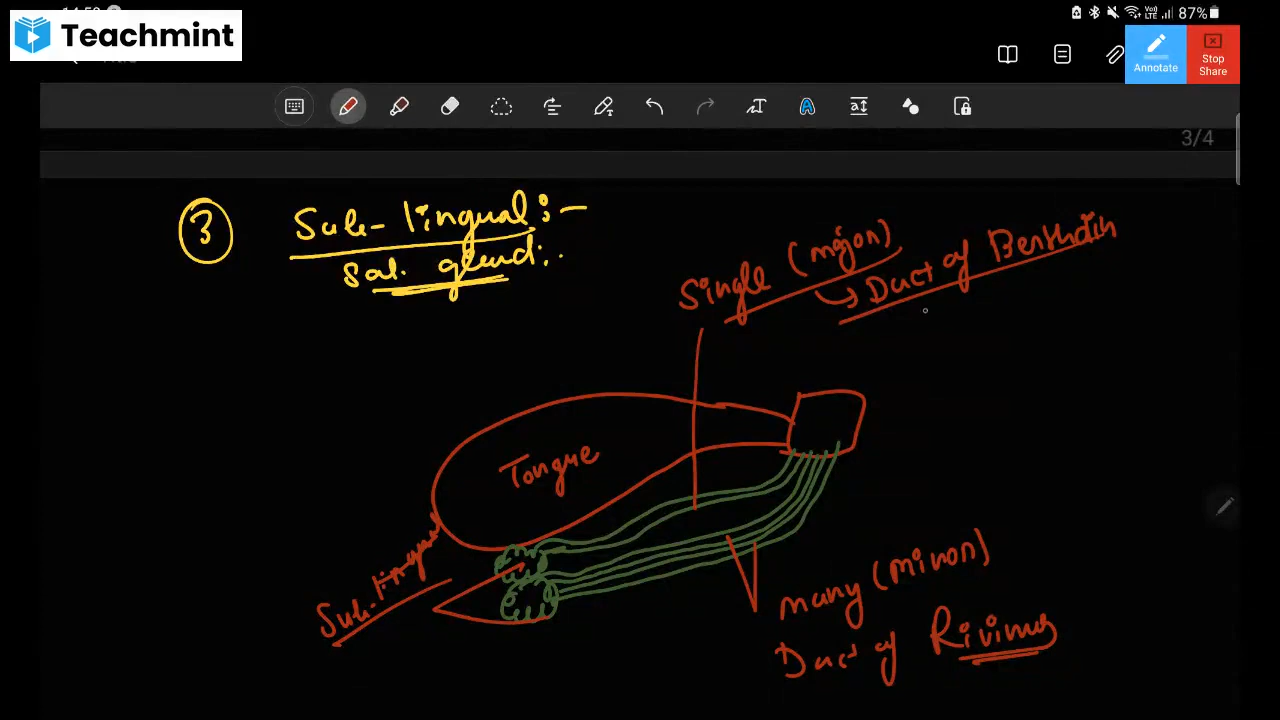 Teachmint
87%
Annotate
Stop
Share
3/4
3 Sub-lingual :-
Sal. gland :.
Single (major)
→ Duct of Bertholin
Tongue
Sub-lingual
many (minor)
Duct of Rivinus